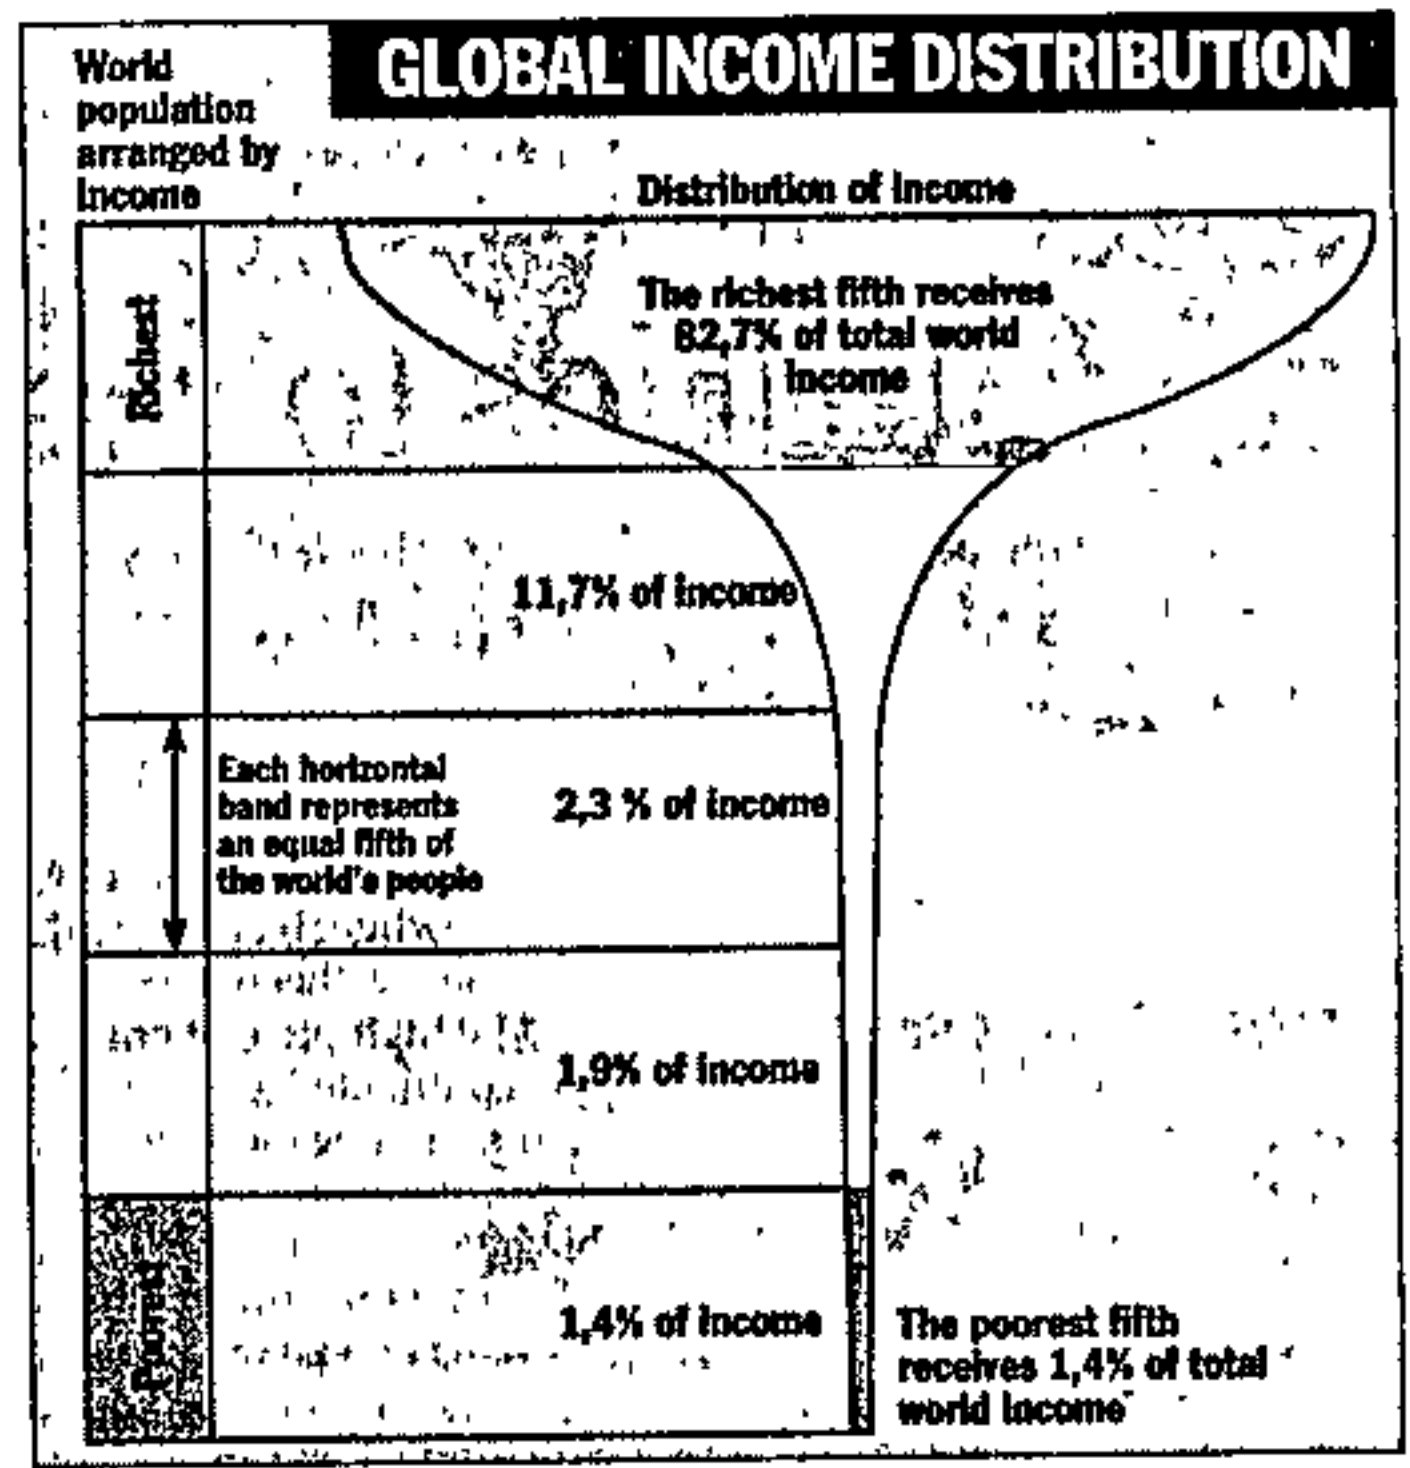 GLOBAL INCOME DISTRIBUTION
World
population
arranged by
income
Distribution of income
Richest
The richest fifth receives
82,7% of total world
income
11,7% of income
Each horizontal
band represents
an equal fifth of
the world's people
2,3 % of income
1,9% of income
Poorest
1,4% of income
The poorest fifth
receives 1,4% of total
world income